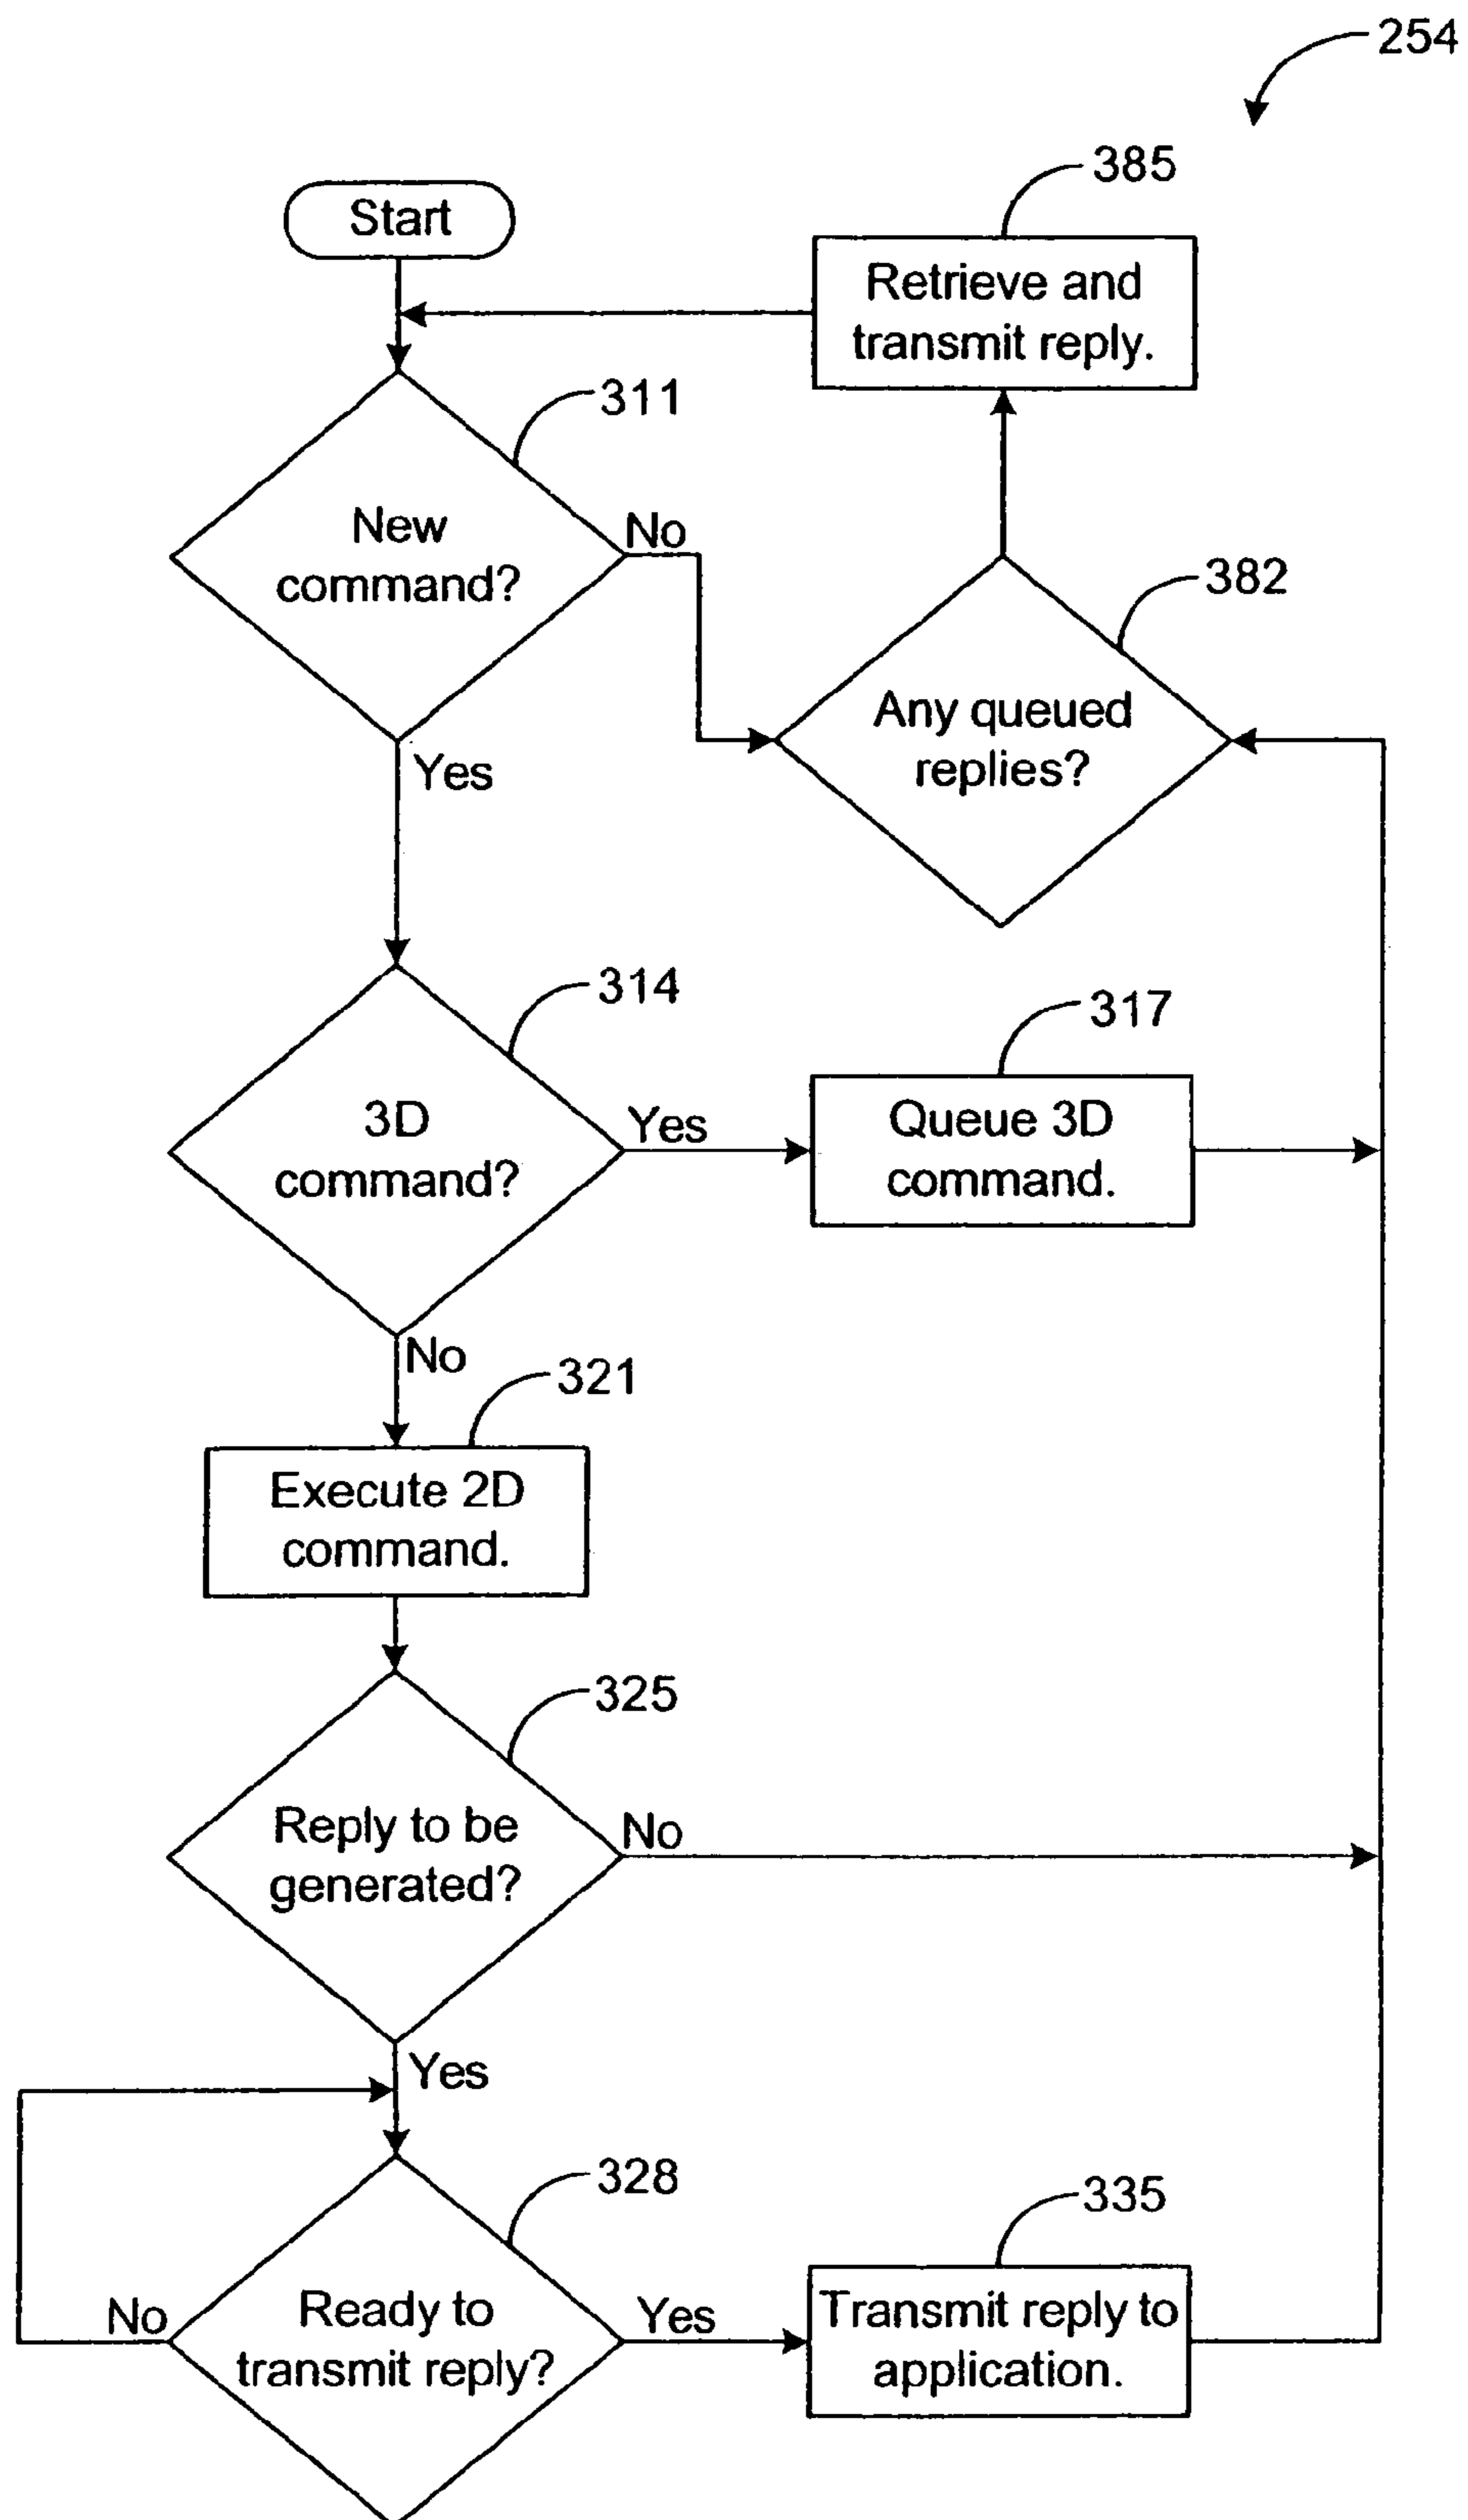 254
385
Start
Retrieve and
transmit reply.
311
New
command?
No
382
Any queued
replies?
Yes
314
317
3D
command?
Yes
Queue 3D
command.
No
321
Execute 2D
command.
325
Reply to be
generated?
No
Yes
328
335
No
Ready to
transmit reply?
Yes
Transmit reply to
application.